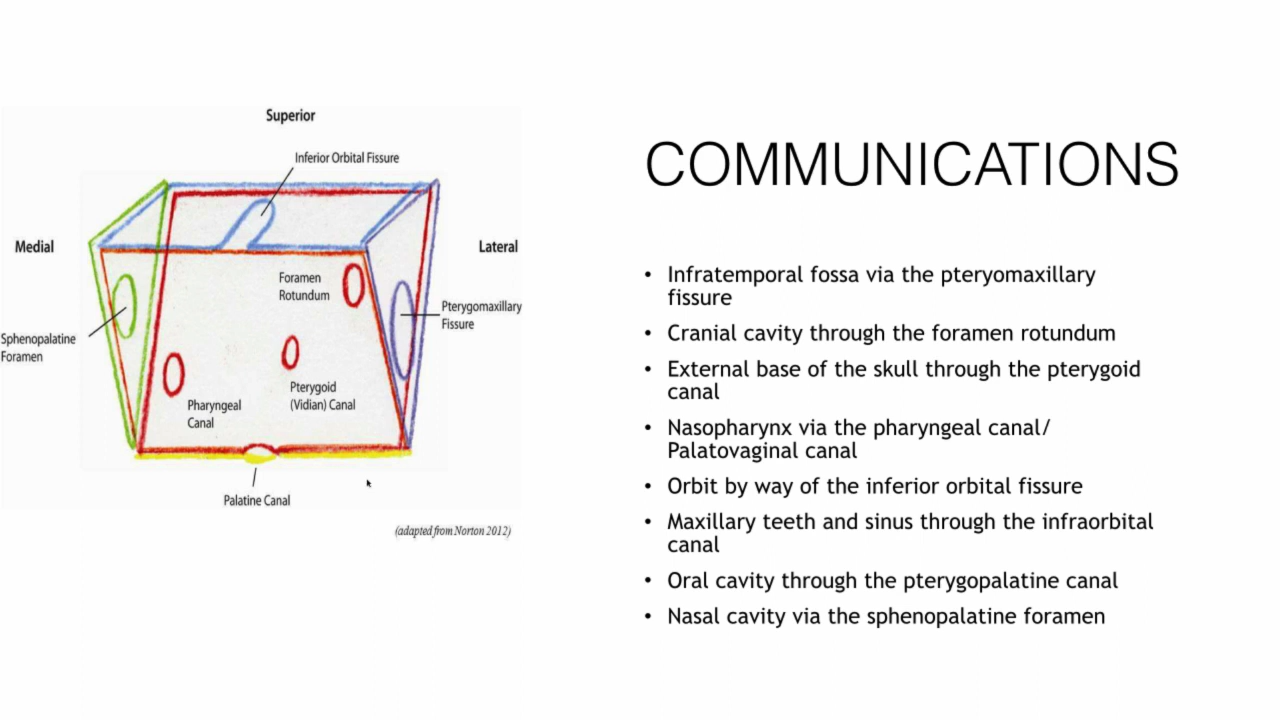 Superior
Inferior Orbital Fissure
Medial
Lateral
Foramen
Rotundum
Pterygomaxillary
Fissure
Sphenopalatine
Foramen
Pterygoid
(Vidian) Canal
Pharyngeal
Canal
Palatine Canal
(adapted from Norton 2012)
COMMUNICATIONS
• Infratemporal fossa via the pteryomaxillary
fissure
• Cranial cavity through the foramen rotundum
• External base of the skull through the pterygoid
canal
• Nasopharynx via the pharyngeal canal/
Palatovaginal canal
• Orbit by way of the inferior orbital fissure
• Maxillary teeth and sinus through the infraorbital
canal
• Oral cavity through the pterygopalatine canal
• Nasal cavity via the sphenopalatine foramen